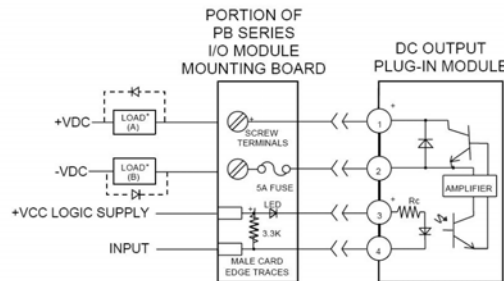 PORTION OF
PB SERIES
I/O MODULE
MOUNTING BOARD
DC OUTPUT
PLUG-IN MODULE
+VDC
LOAD* (A)
+
SCREW
TERMINALS
+
1
-VDC
LOAD* (B)
5A FUSE
2
AMPLIFIER
+VCC LOGIC SUPPLY
LED
+
3
Rc
3.3K
INPUT
4
MALE CARD
EDGE TRACES